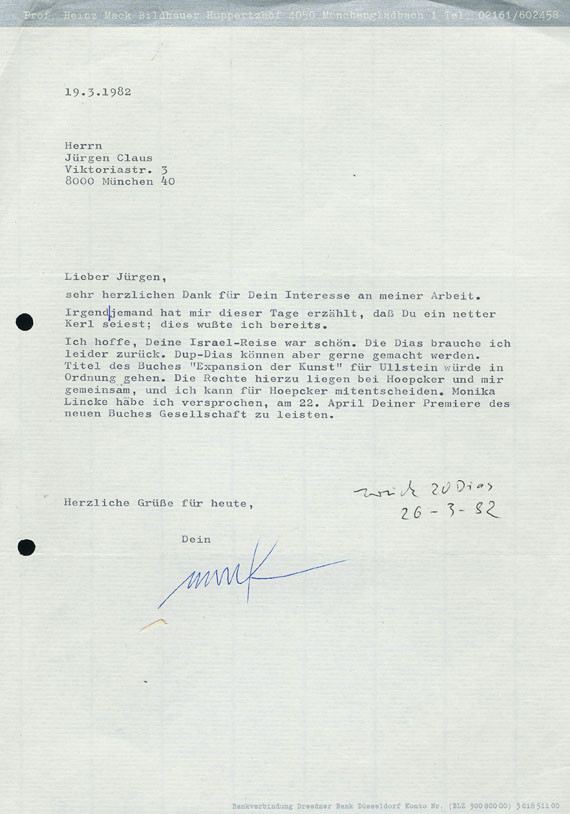 Prof. Heinz Mack Bildhauer Huppertzhof 4050 Mönchengladbach 1 Tel. 02161/602458
19.3.1982
Herrn
Jürgen Claus
Viktoriastr. 3
8000 München 40
Lieber Jürgen,
sehr herzlichen Dank für Dein Interesse an meiner Arbeit.
Irgendjemand hat mir dieser Tage erzählt, daß Du ein netter
Kerl seiest; dies wußte ich bereits.
Ich hoffe, Deine Israel-Reise war schön. Die Dias brauche ich
leider zurück. Dup-Dias können aber gerne gemacht werden.
Titel des Buches "Expansion der Kunst" für Ullstein würde in
Ordnung gehen. Die Rechte hierzu liegen bei Hoepcker und mir
gemeinsam, und ich kann für Hoepcker mitentscheiden. Monika
Lincke habe ich versprochen, am 22. April Deiner Premiere des
neuen Buches Gesellschaft zu leisten.
20 Dias
26-3-82
Herzliche Grüße für heute,
Dein
Mack
Bankverbindung Dresdner Bank Düsseldorf Konto Nr. (BLZ 300 800 00) 3 618 511 00